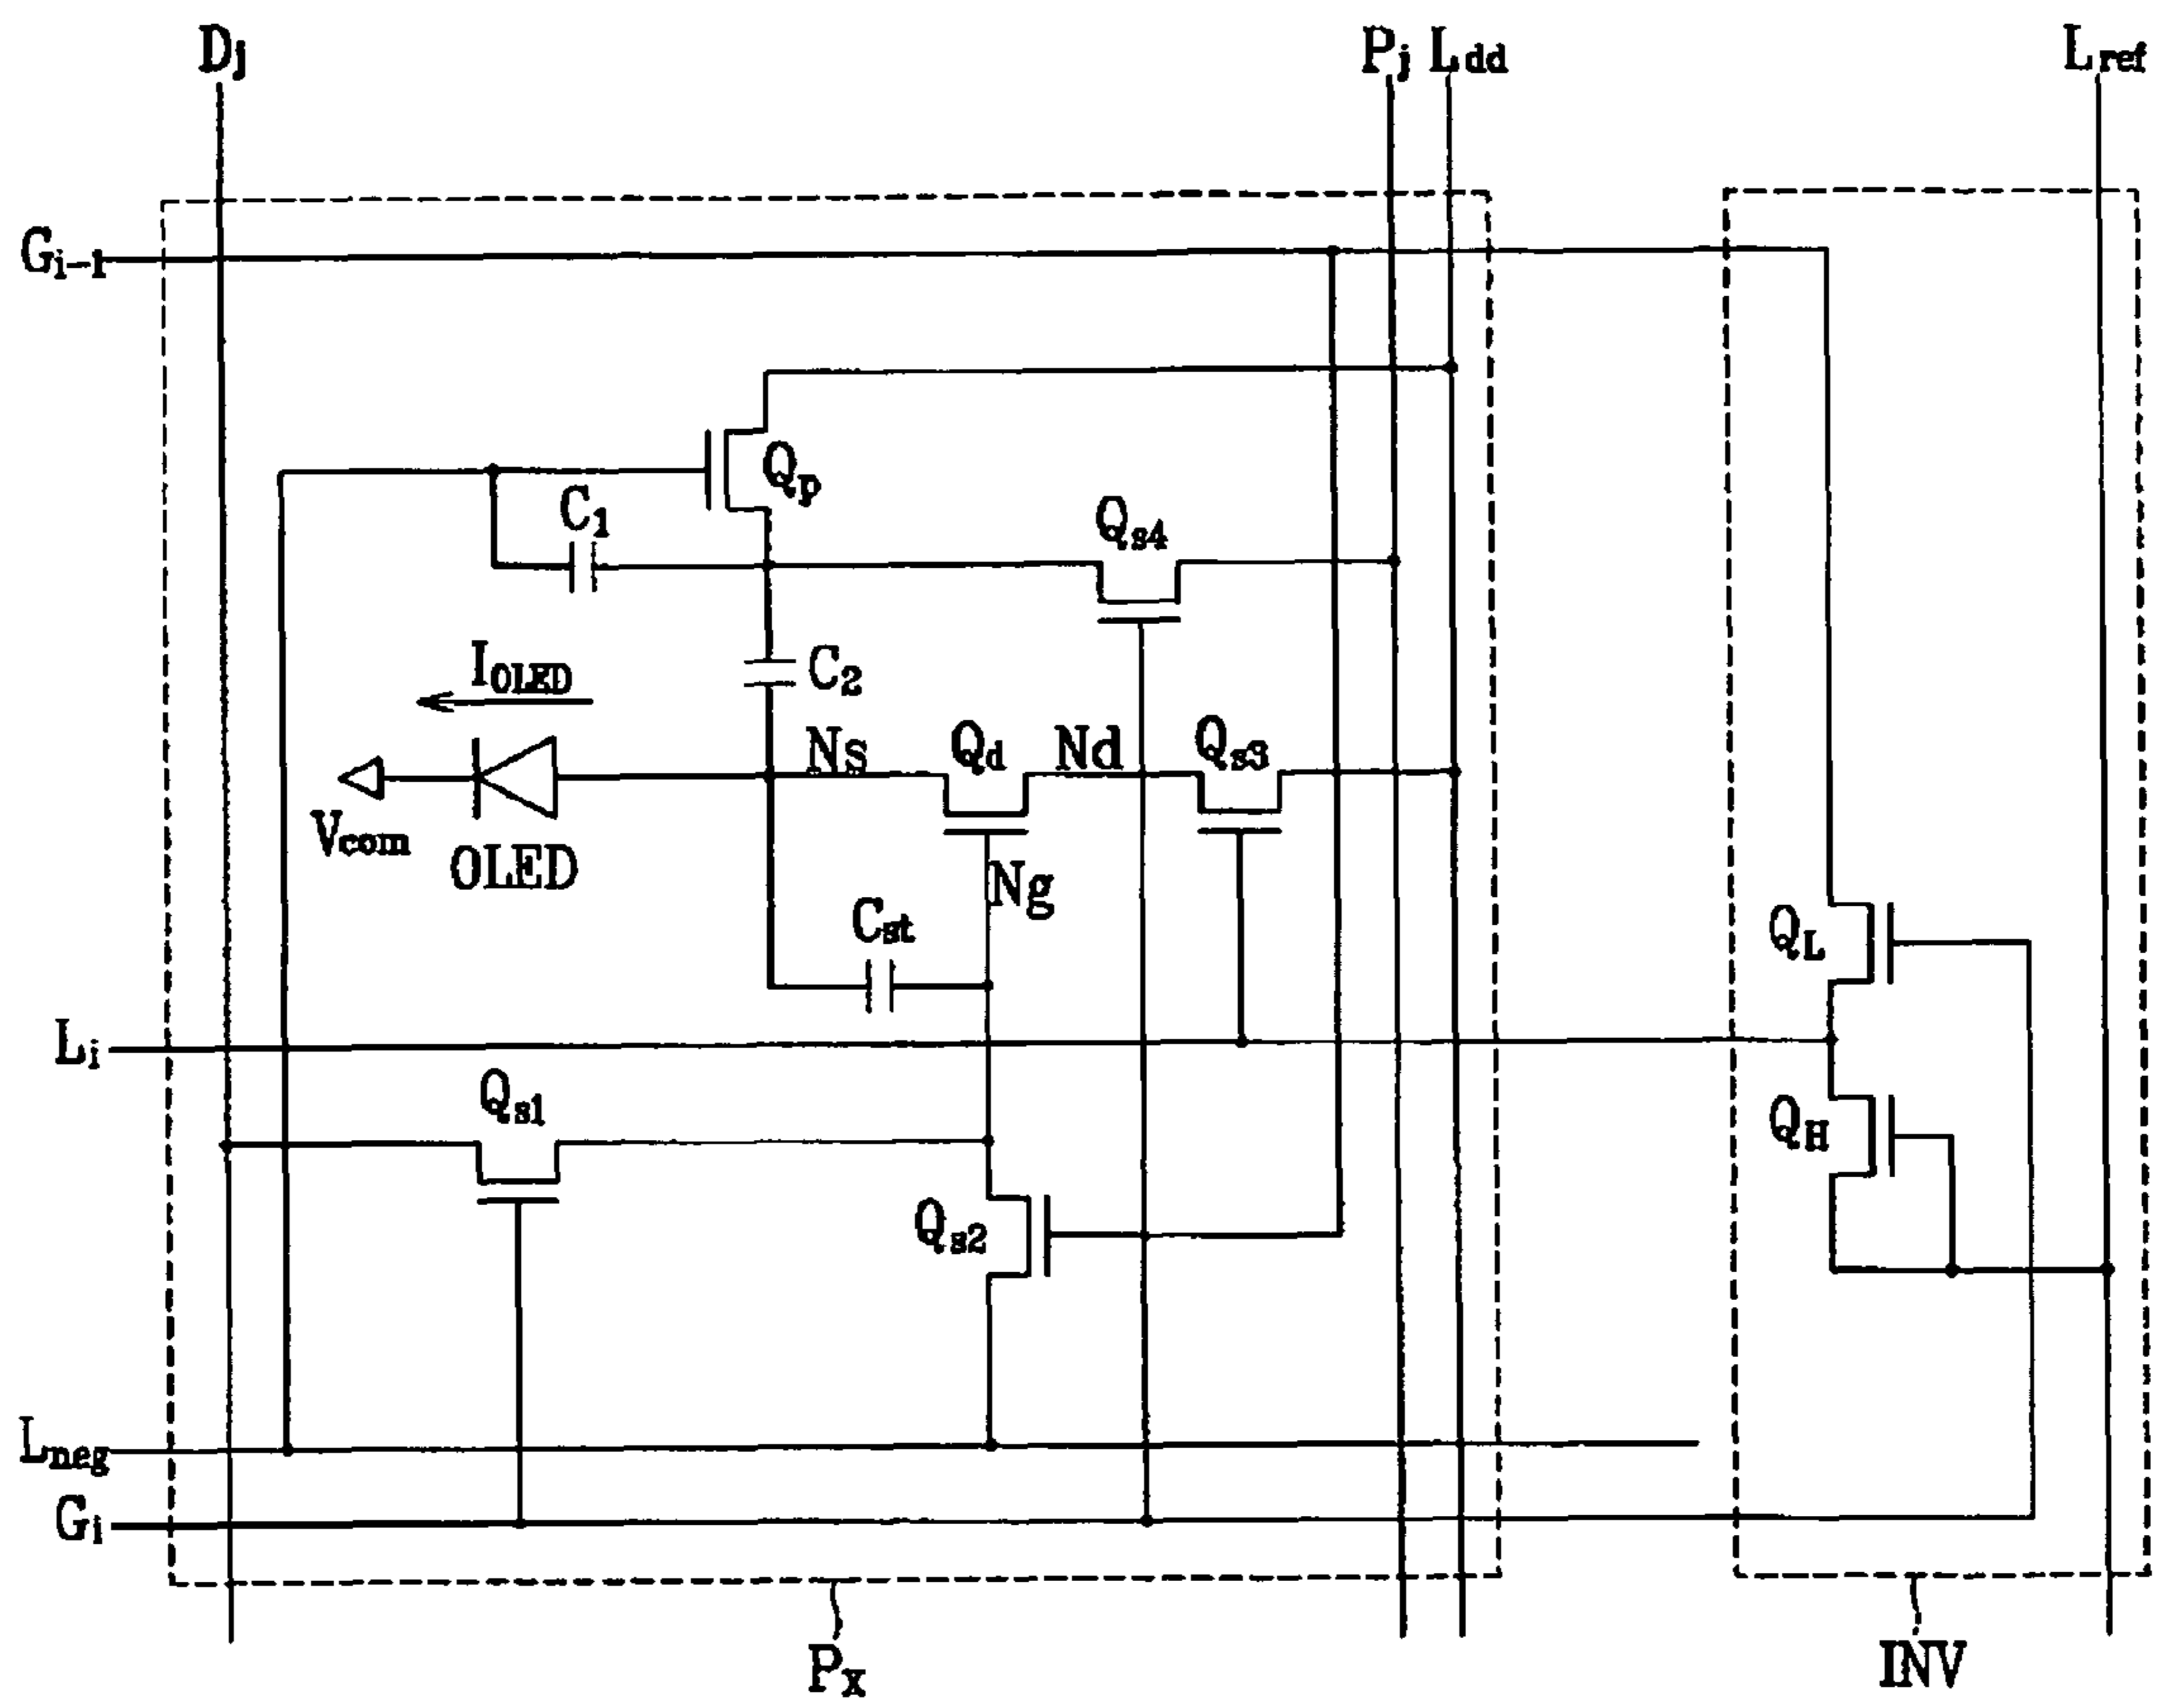 Dj
Pj
Ldd
Lref
Gi-1
Qp
C1
Qs4
IOLED
C2
Ns
Qd
Nd
Qs3
Vcom
OLED
Ng
Cst
QL
Li
Qs1
QH
Qs2
Lneg
Gi
Px
INV